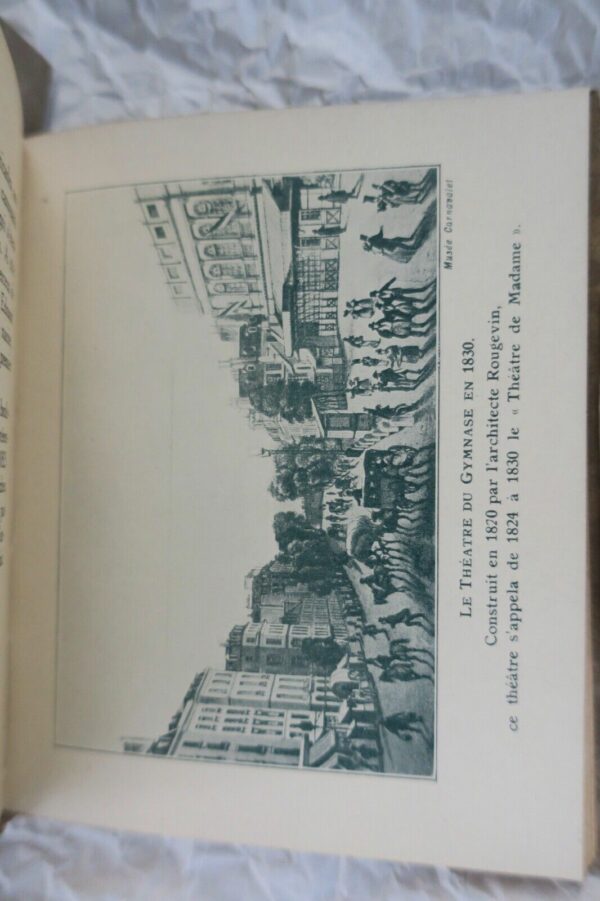 Musée Carnavalet
LE THÉATRE DU GYMNASE EN 1830.
Construit en 1820 par l'architecte Rougevin,
ce théâtre s'appela de 1824 à 1830 le « Théâtre de Madame ».